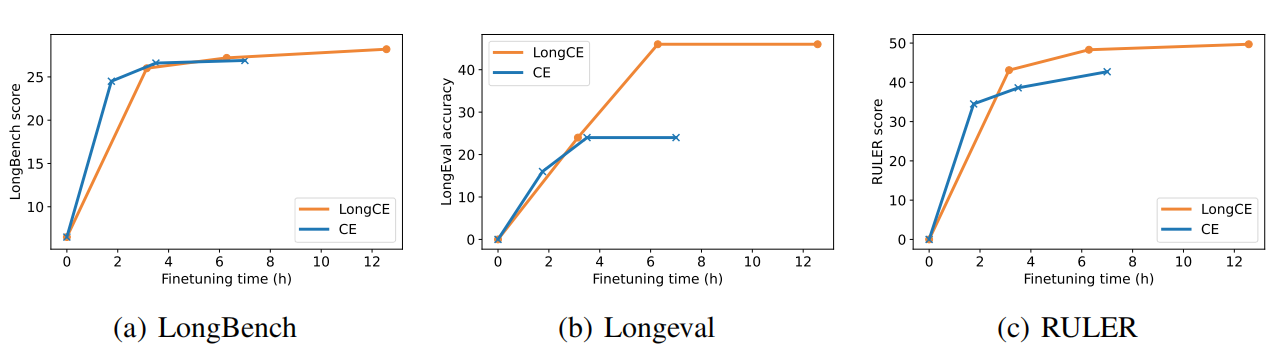 LongBench score
25
20
15
10
0 2 4 6 8 10 12
Finetuning time (h)
LongCE
CE
(a) LongBench
LongEval accuracy
40
30
20
10
0
0 2 4 6 8 10 12
Finetuning time (h)
LongCE
CE
(b) Longeval
RULER score
50
40
30
20
10
0
0 2 4 6 8 10 12
Finetuning time (h)
LongCE
CE
(c) RULER